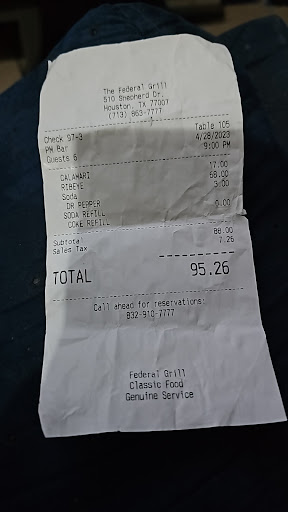 The Federal Grill
510 Shepherd Dr.
Houston, TX 77007
(713) 863-7777
Check 97-3 Table 105
PM Bar 4/28/2023
Guests 6 9:00 PM
CALAMARI 17.00
RIBEYE 68.00
Soda 3.00
DR PEPPER
SODA REFILL 0.00
COKE REFILL
Subtotal 88.00
Sales Tax 7.26
TOTAL 95.26
Call ahead for reservations:
832-910-7777
Federal Grill
Classic Food
Genuine Service